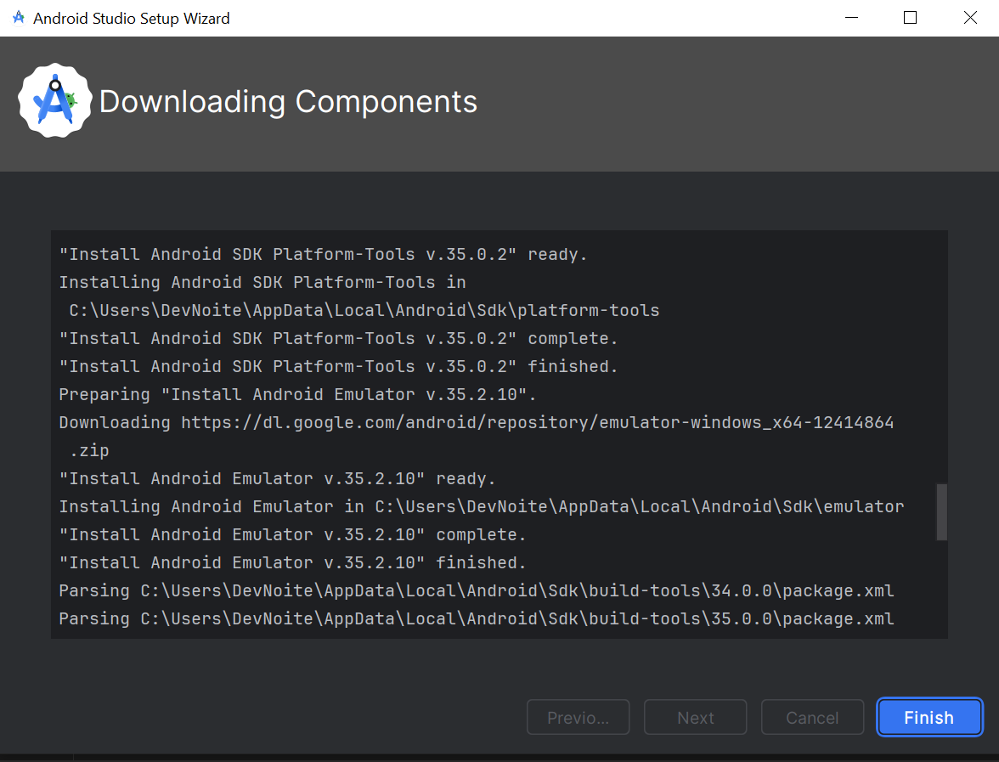 Android Studio Setup Wizard
Downloading Components
"Install Android SDK Platform-Tools v.35.0.2" ready.
Installing Android SDK Platform-Tools in
C:\Users\DevNoite\AppData\Local\Android\Sdk\platform-tools
"Install Android SDK Platform-Tools v.35.0.2" complete.
"Install Android SDK Platform-Tools v.35.0.2" finished.
Preparing "Install Android Emulator v.35.2.10".
Downloading https://dl.google.com/android/repository/emulator-windows_x64-12414864
.zip
"Install Android Emulator v.35.2.10" ready.
Installing Android Emulator in C:\Users\DevNoite\AppData\Local\Android\Sdk\emulator
"Install Android Emulator v.35.2.10" complete.
"Install Android Emulator v.35.2.10" finished.
Parsing C:\Users\DevNoite\AppData\Local\Android\Sdk\build-tools\34.0.0\package.xml
Parsing C:\Users\DevNoite\AppData\Local\Android\Sdk\build-tools\35.0.0\package.xml
Previo... Next Cancel Finish